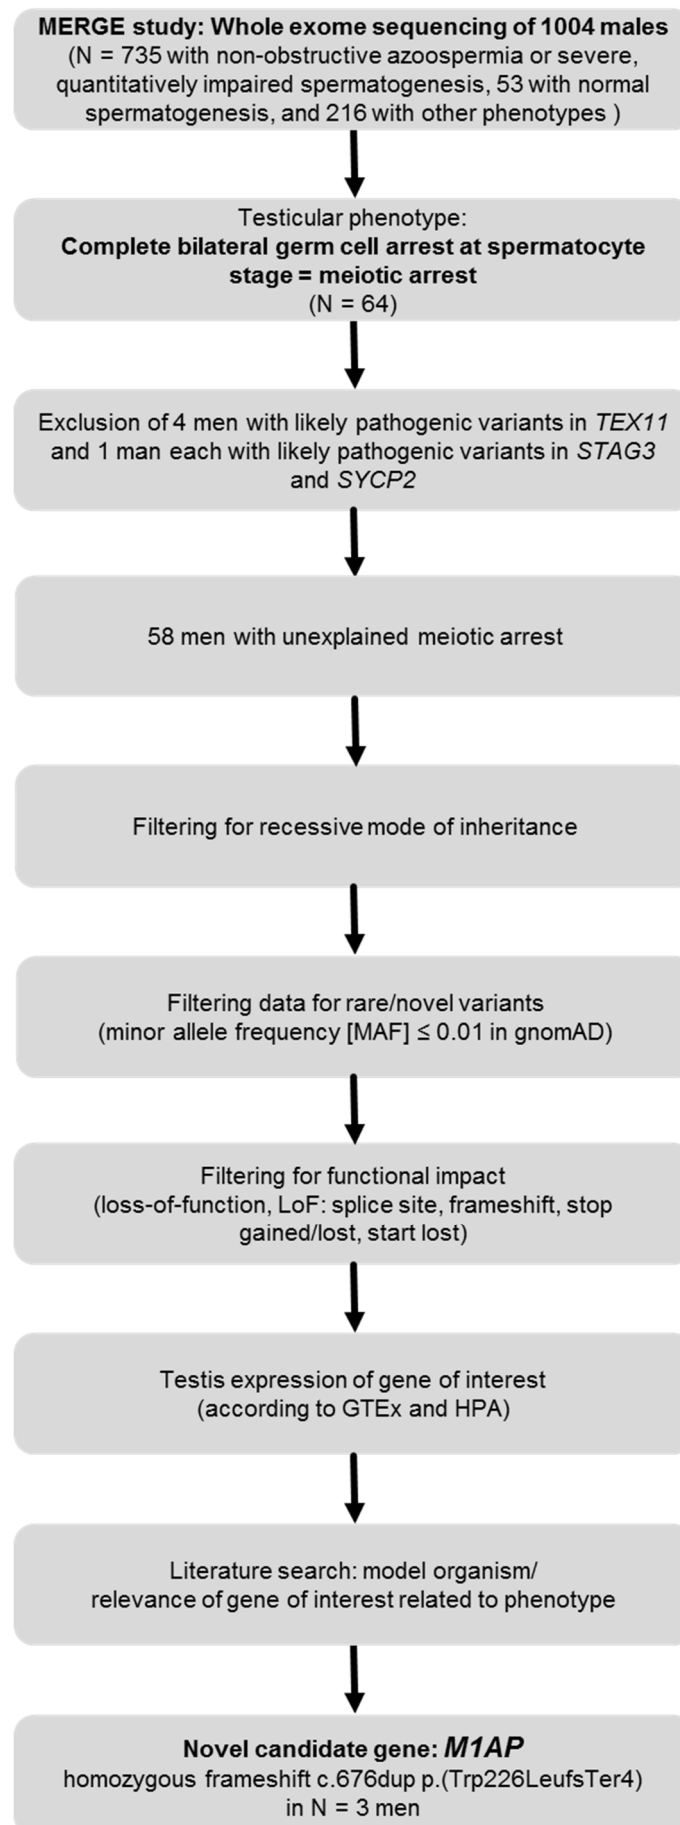 MERGE study: Whole exome sequencing of 1004 males
(N = 735 with non-obstructive azoospermia or severe,
quantitatively impaired spermatogenesis, 53 with normal
spermatogenesis, and 216 with other phenotypes )
Testicular phenotype:
Complete bilateral germ cell arrest at spermatocyte
stage = meiotic arrest
(N = 64)
Exclusion of 4 men with likely pathogenic variants in TEX11
and 1 man each with likely pathogenic variants in STAG3
and SYCP2
58 men with unexplained meiotic arrest
Filtering for recessive mode of inheritance
Filtering data for rare/novel variants
(minor allele frequency [MAF] ≤ 0.01 in gnomAD)
Filtering for functional impact
(loss-of-function, LoF: splice site, frameshift, stop
gained/lost, start lost)
Testis expression of gene of interest
(according to GTEx and HPA)
Literature search: model organism/
relevance of gene of interest related to phenotype
Novel candidate gene: M1AP
homozygous frameshift c.676dup p.(Trp226LeufsTer4)
in N = 3 men